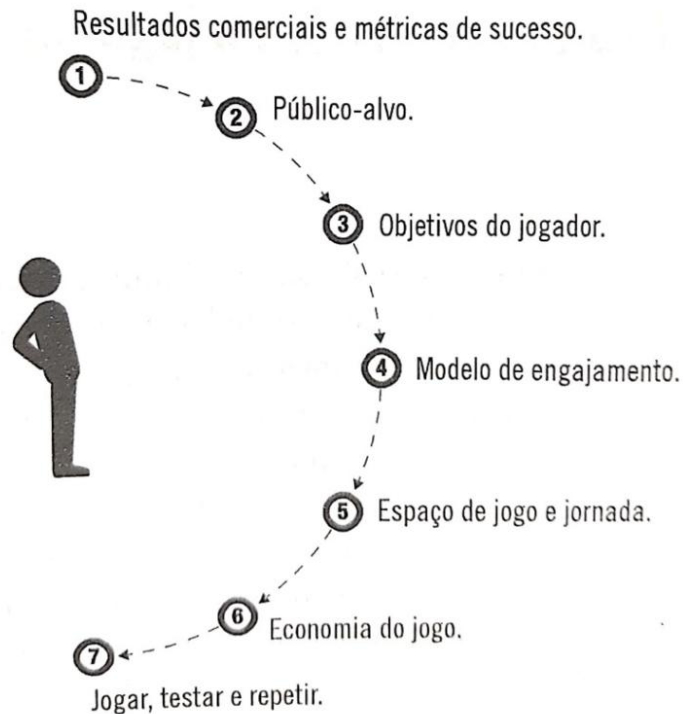 Resultados comerciais e métricas de sucesso.
1
2 Público-alvo.
3 Objetivos do jogador.
4 Modelo de engajamento.
5 Espaço de jogo e jornada.
6 Economia do jogo.
7
Jogar, testar e repetir.